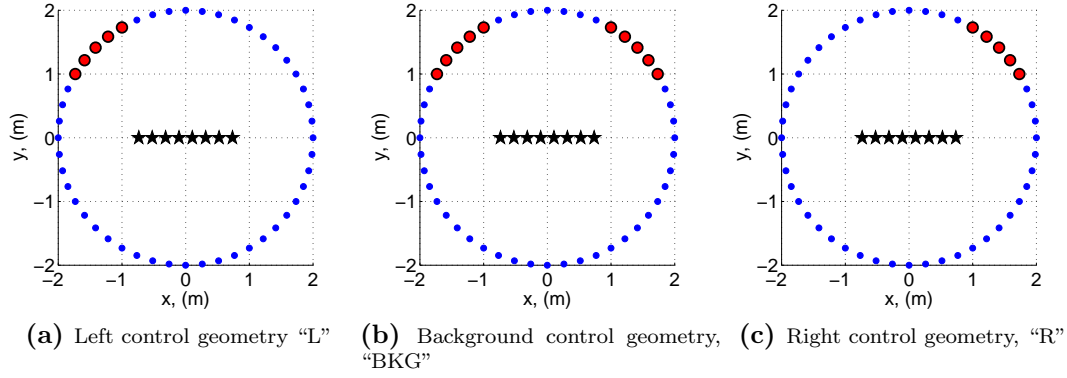 2
1
0
−1
−2
y, (m)
−2 −1 0 1 2
x, (m)
(a) Left control geometry “L”
2
1
0
−1
−2
y, (m)
−2 −1 0 1 2
x, (m)
(b) Background control geometry,
“BKG”
2
1
0
−1
−2
y, (m)
−2 −1 0 1 2
x, (m)
(c) Right control geometry, “R”